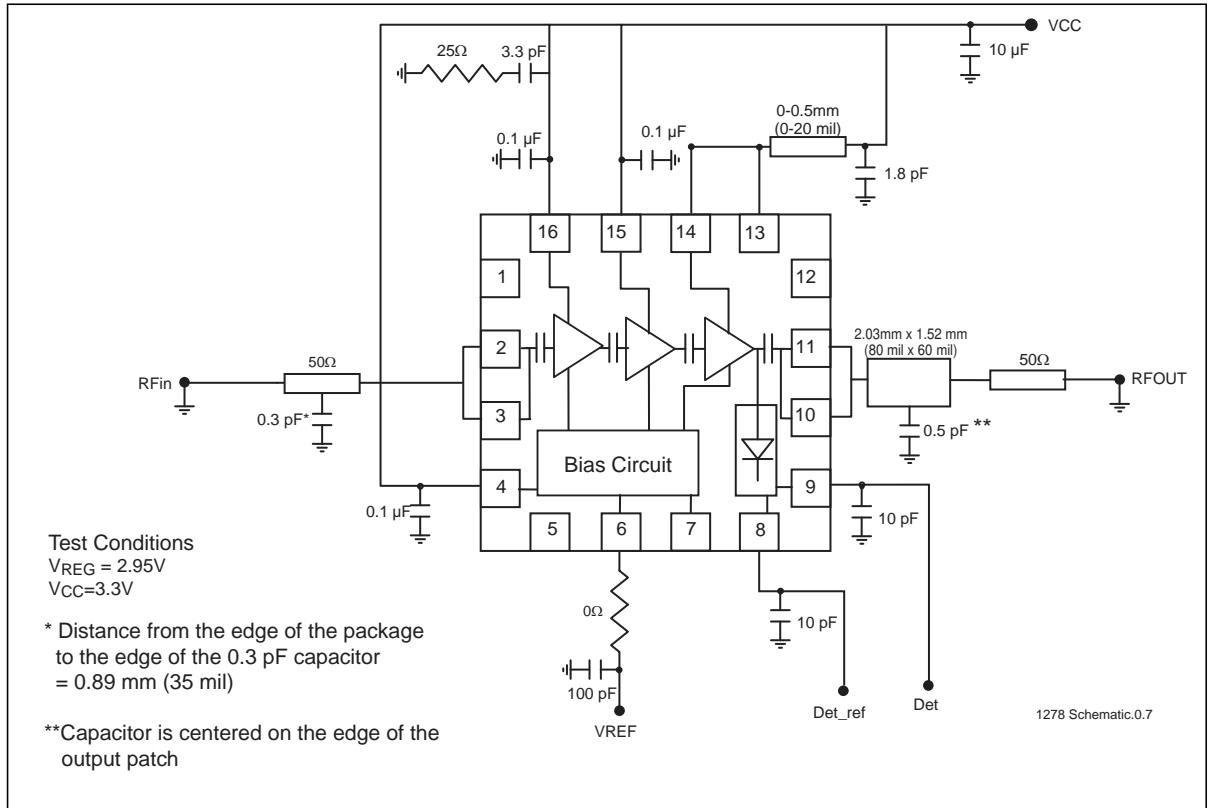 VCC
25Ω
3.3 pF
10 µF
0-0.5mm
(0-20 mil)
0.1 µF
0.1 µF
1.8 pF
16
15
14
13
1
12
2
11
2.03mm x 1.52 mm
(80 mil x 60 mil)
50Ω
50Ω
RFin
RFOUT
0.3 pF*
3
10
0.5 pF **
Bias Circuit
4
9
0.1 µF
10 pF
5
6
7
8
Test Conditions
VREG = 2.95V
VCC=3.3V
0Ω
10 pF
* Distance from the edge of the package
to the edge of the 0.3 pF capacitor
= 0.89 mm (35 mil)
100 pF
VREF
Det_ref
Det
1278 Schematic.0.7
**Capacitor is centered on the edge of the
output patch